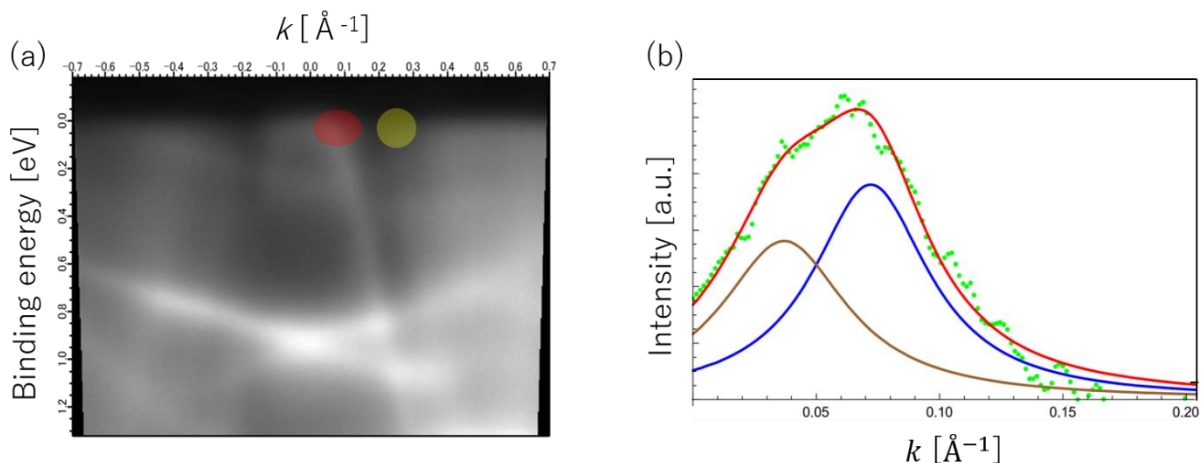 (a)
k [ Å⁻¹]
−0.7 −0.6 −0.5 −0.4 −0.3 −0.2 −0.1 0.0 0.1 0.2 0.3 0.4 0.5 0.6 0.7
Binding energy [eV]
0.0
0.2
0.4
0.6
0.8
1.0
1.2
(b)
Intensity [a.u.]
0.05 0.10 0.15 0.20
k [Å⁻¹]